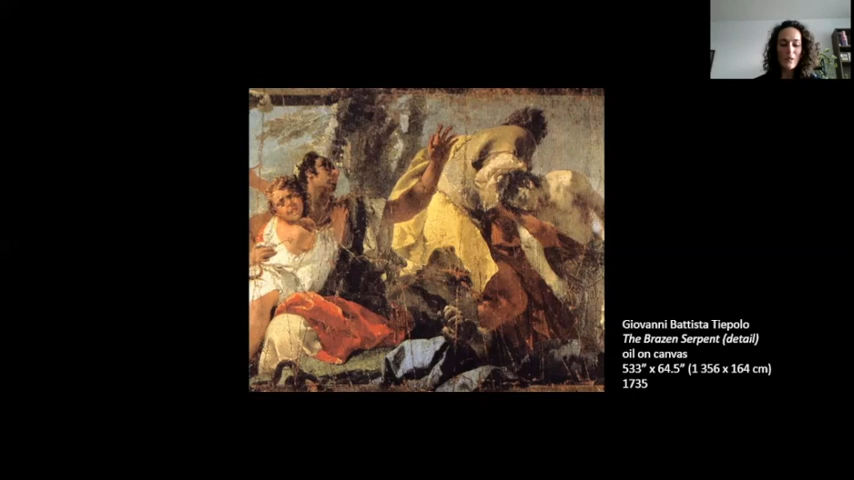 Giovanni Battista Tiepolo
The Brazen Serpent (detail)
oil on canvas
533” x 64.5” (1 356 x 164 cm)
1735